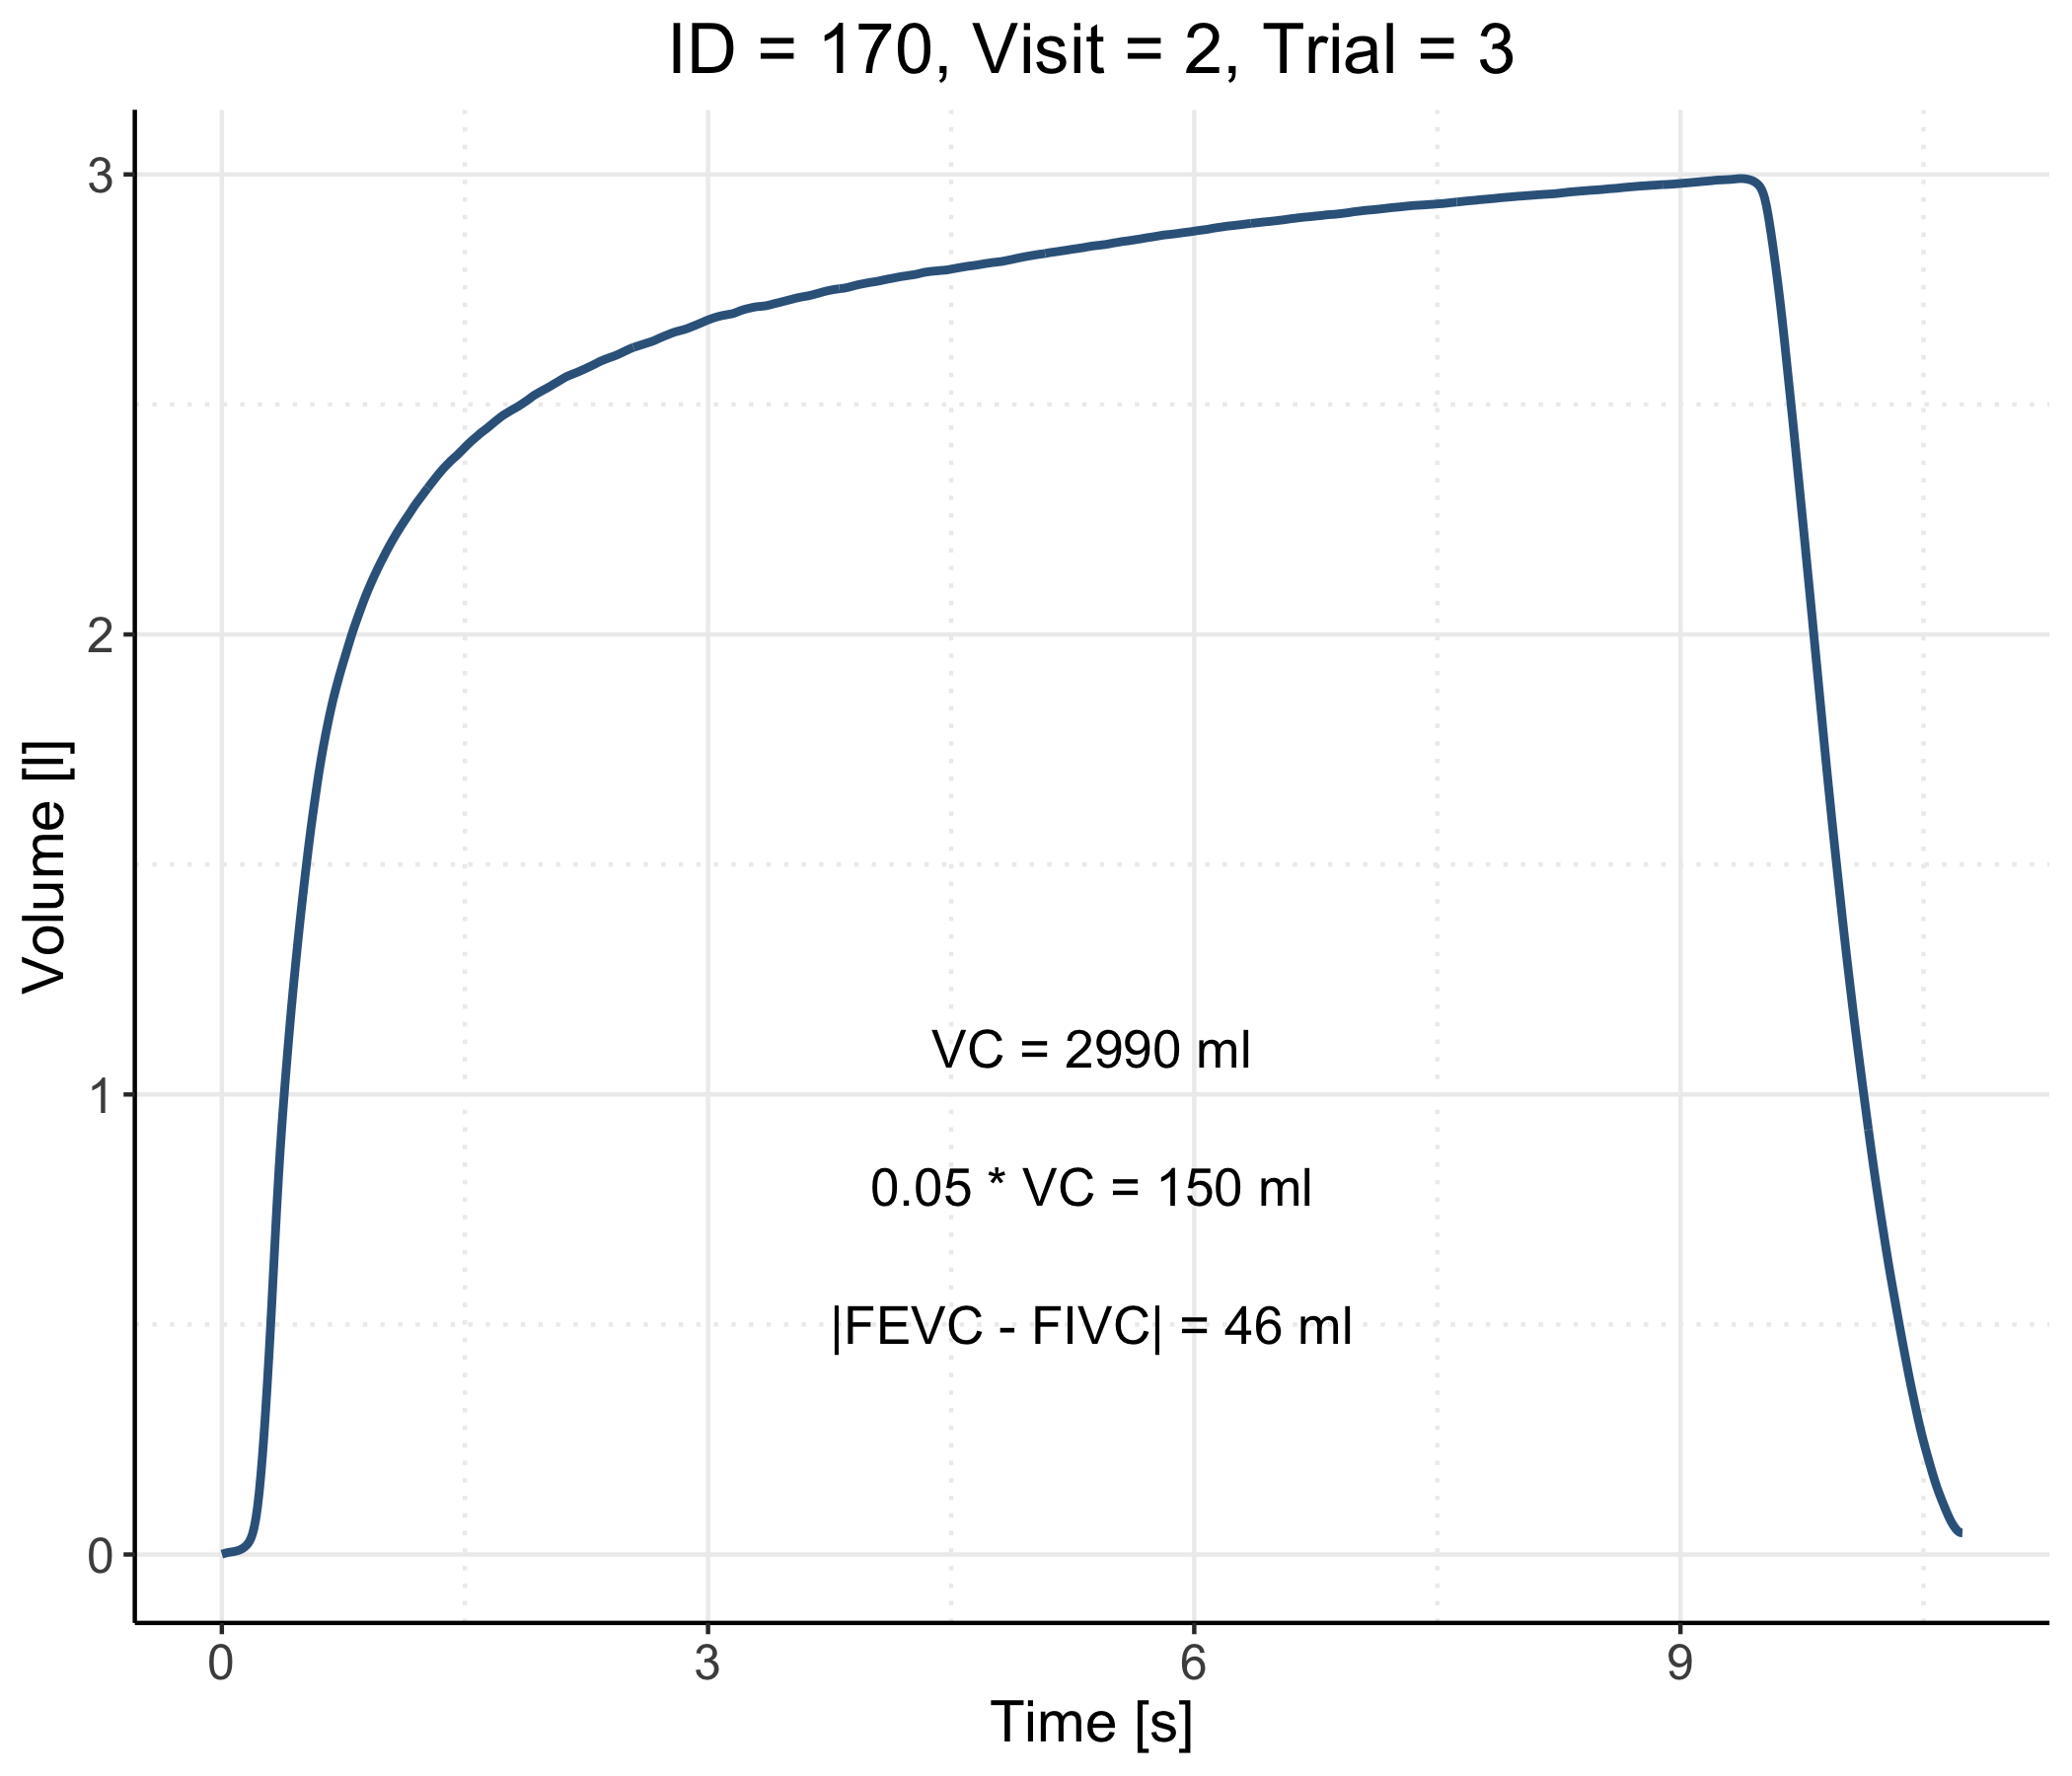 ID = 170, Visit = 2, Trial = 3
3
2
1
0
Volume [l]
VC = 2990 ml
0.05 * VC = 150 ml
|FEVC - FIVC| = 46 ml
0 3 6 9
Time [s]